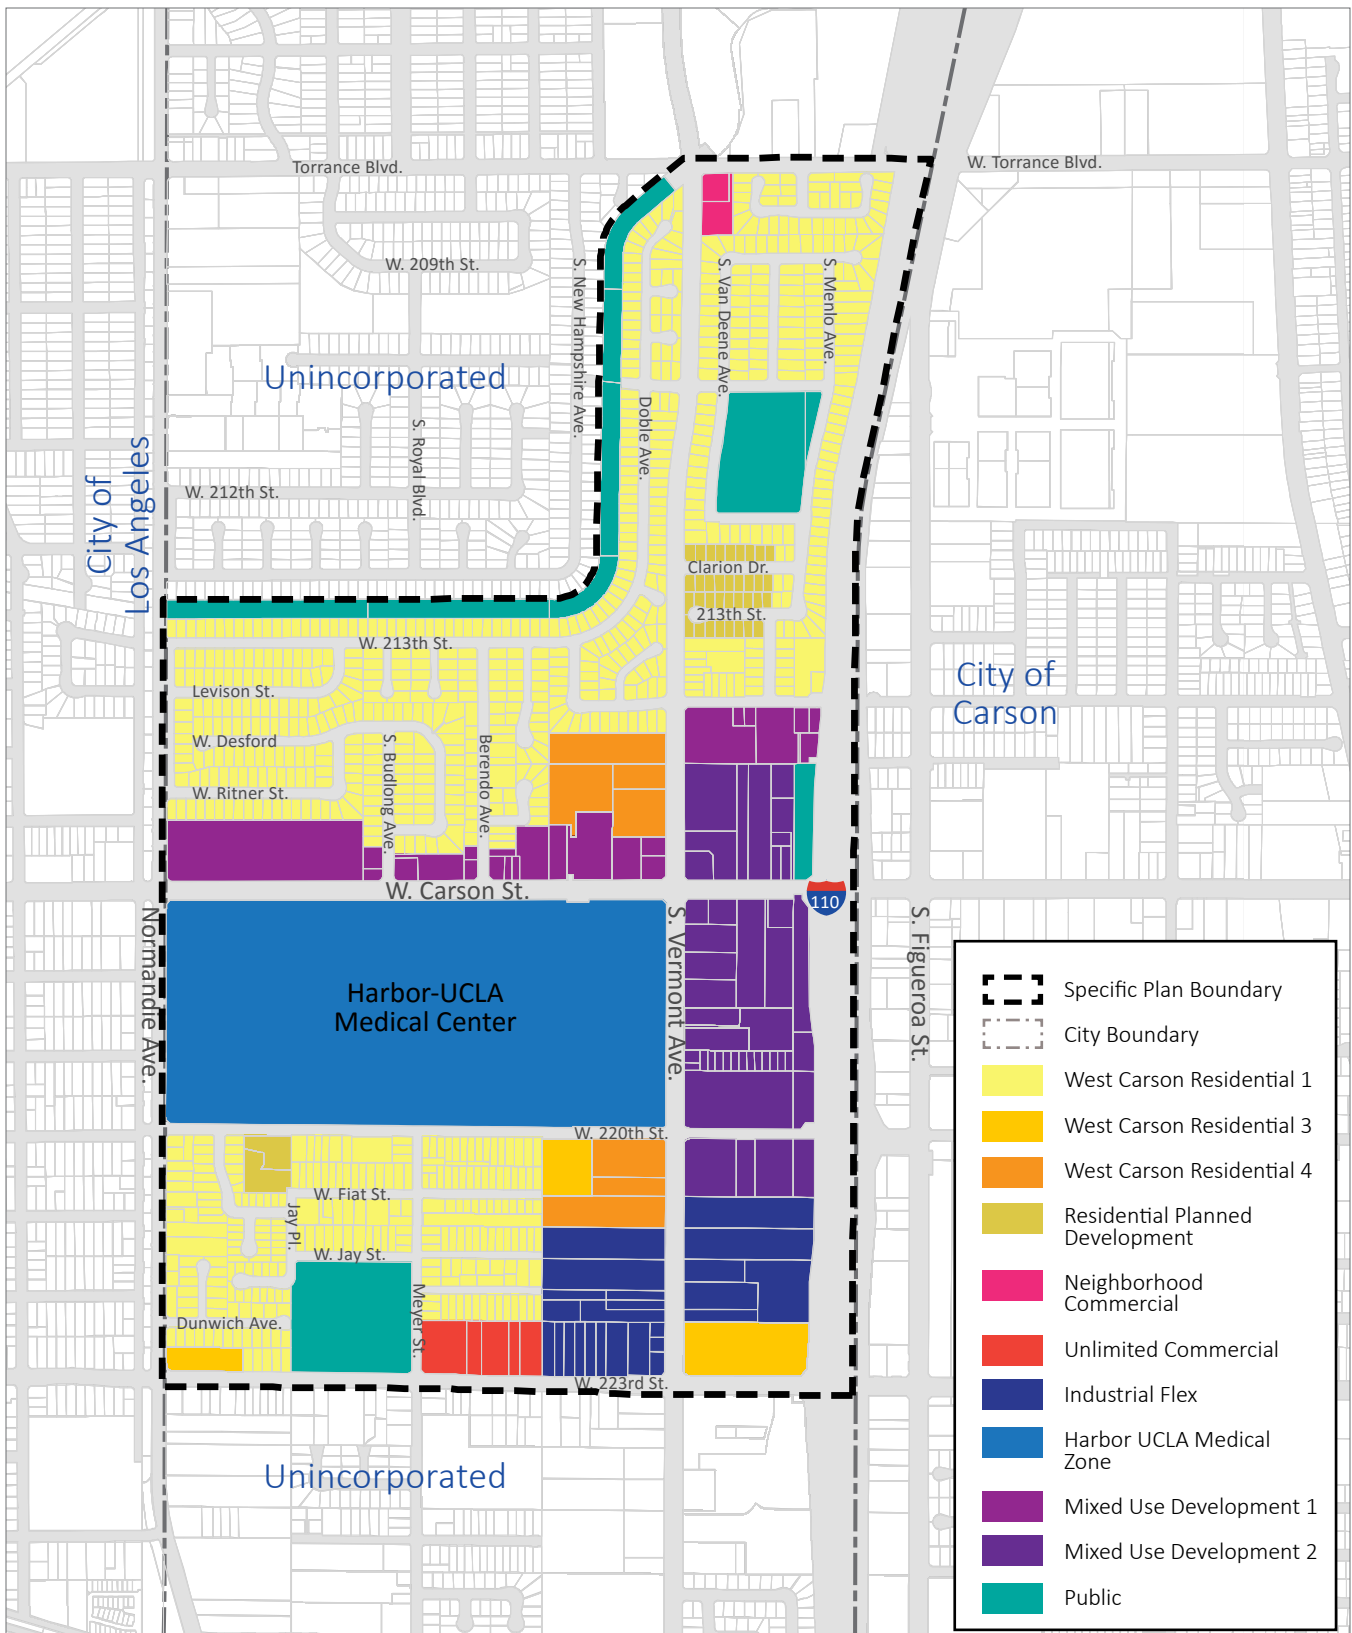 Torrance Blvd.
W. Torrance Blvd.
W. 209th St.
S. New Hampshire Ave.
S. Van Deene Ave.
S. Menlo Ave.
Unincorporated
Doble Ave.
S. Royal Blvd.
City of
Los Angeles
W. 212th St.
Clarion Dr.
213th St.
W. 213th St.
Levison St.
City of
Carson
W. Desford
S. Budlong Ave.
Berendo Ave.
W. Ritner St.
W. Carson St.
110
Normandie Ave.
S. Vermont Ave.
S. Figueroa St.
Harbor-UCLA
Medical Center
W. 220th St.
W. Fiat St.
Jay Pl.
W. Jay St.
Meyer St.
Dunwich Ave.
W. 223rd St.
Unincorporated
Specific Plan Boundary
City Boundary
West Carson Residential 1
West Carson Residential 3
West Carson Residential 4
Residential Planned
Development
Neighborhood
Commercial
Unlimited Commercial
Industrial Flex
Harbor UCLA Medical
Zone
Mixed Use Development 1
Mixed Use Development 2
Public